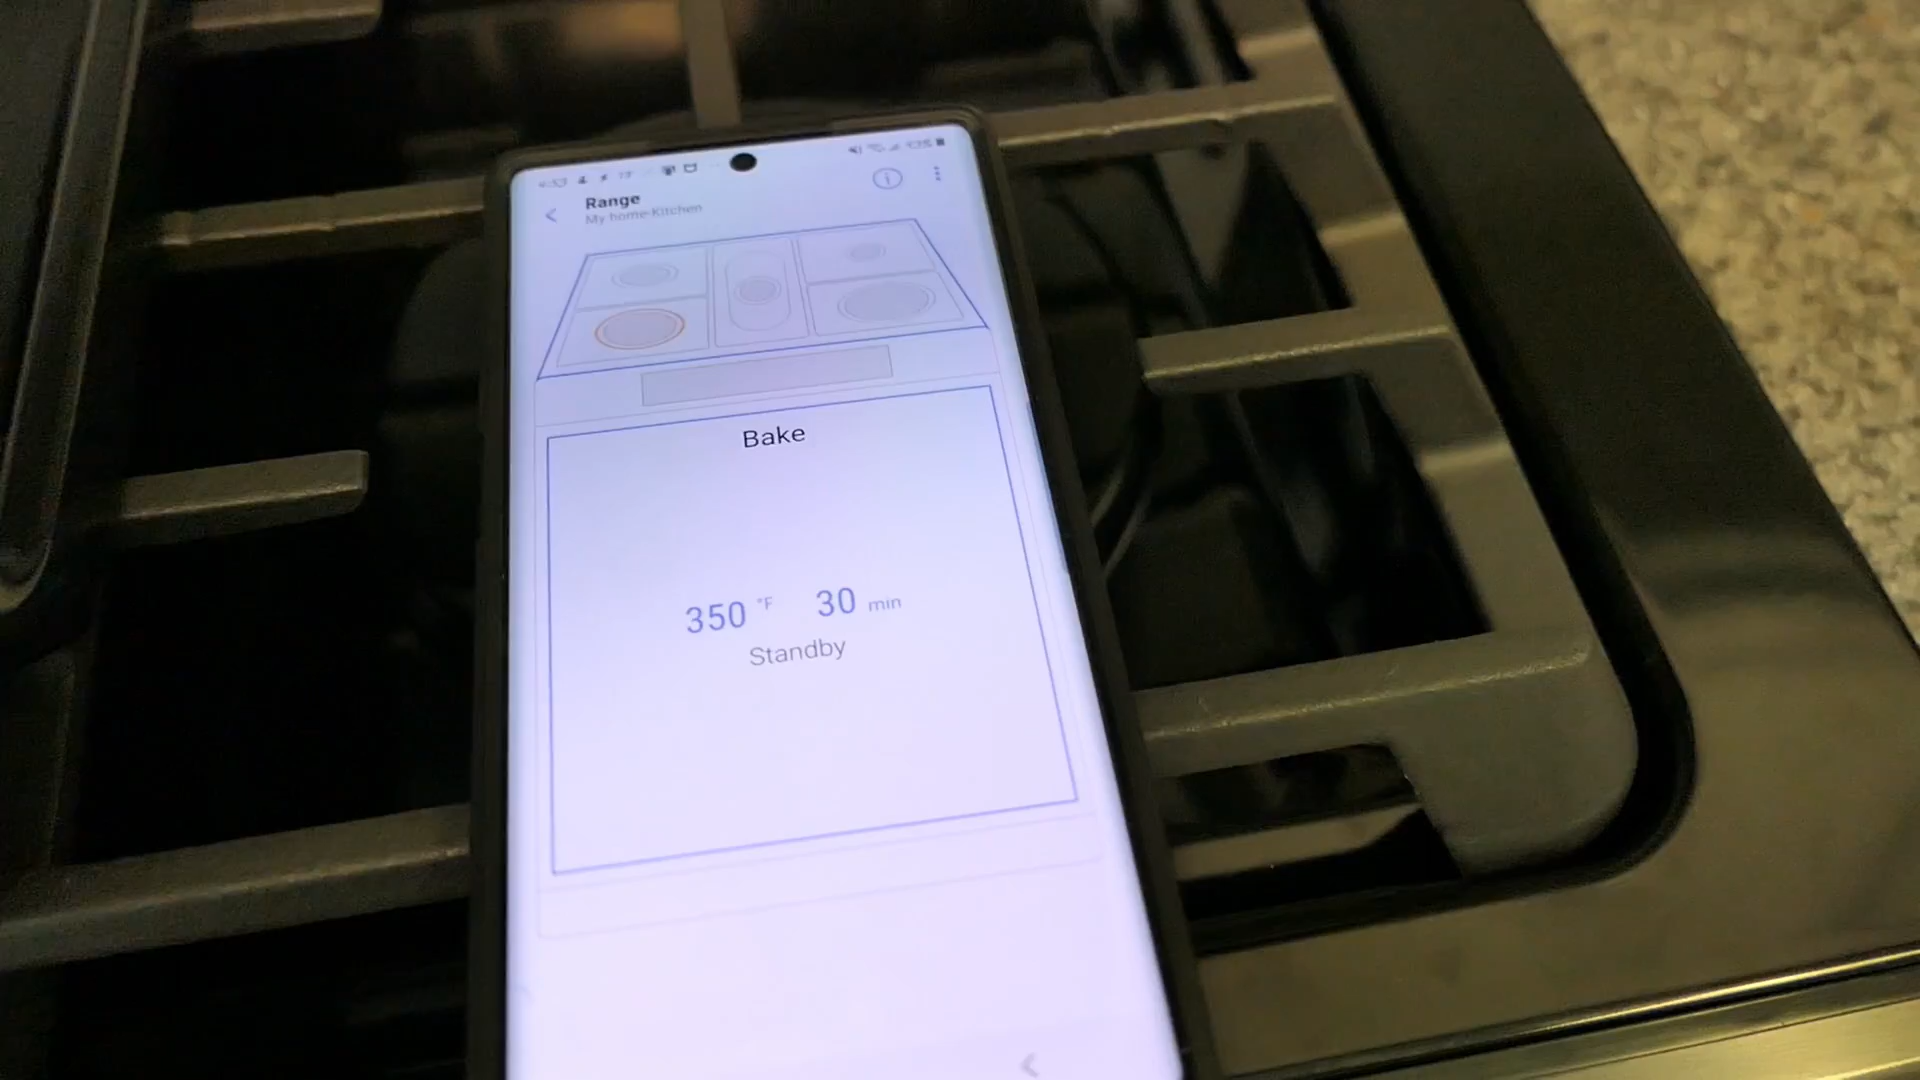 Range
My home-Kitchen
Bake
350 °F 30 min
Standby